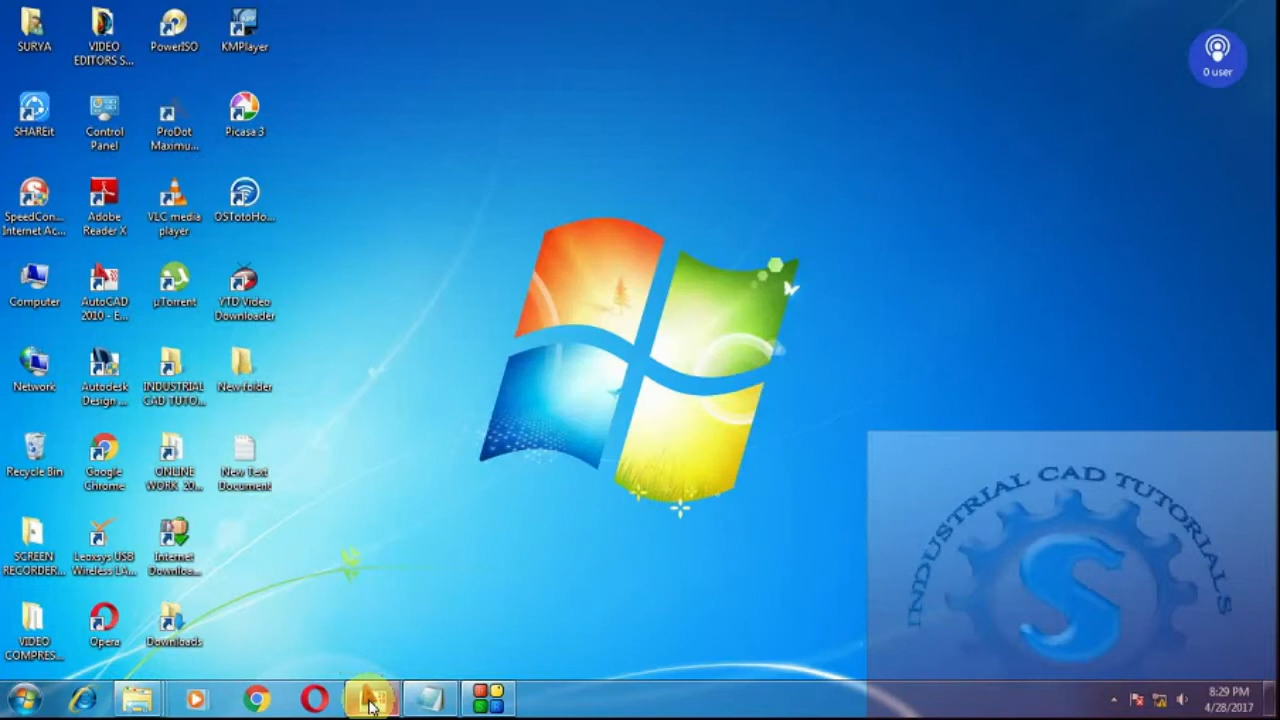 SURYA
VIDEO
EDITORS S...
PowerISO
KMPlayer
0 user
SHAREit
Control
Panel
ProDot
Maximu...
Picasa 3
SpeedCon...
Internet Ac...
Adobe
Reader X
VLC media
player
OSTotoHo...
Computer
AutoCAD
2010 - E...
µTorrent
YTD Video
Downloader
Network
Autodesk
Design ...
INDUSTRIAL
CAD TUTO...
New folder
Recycle Bin
Google
Chrome
ONLINE
WORK 20...
New Text
Document
SCREEN
RECORDER...
Leoxsys USB
Wireless LA...
Internet
Downloa...
VIDEO
COMPRES...
Opera
Downloads
INDUSTRIAL CAD TUTORIALS
S
8:29 PM
4/28/2017